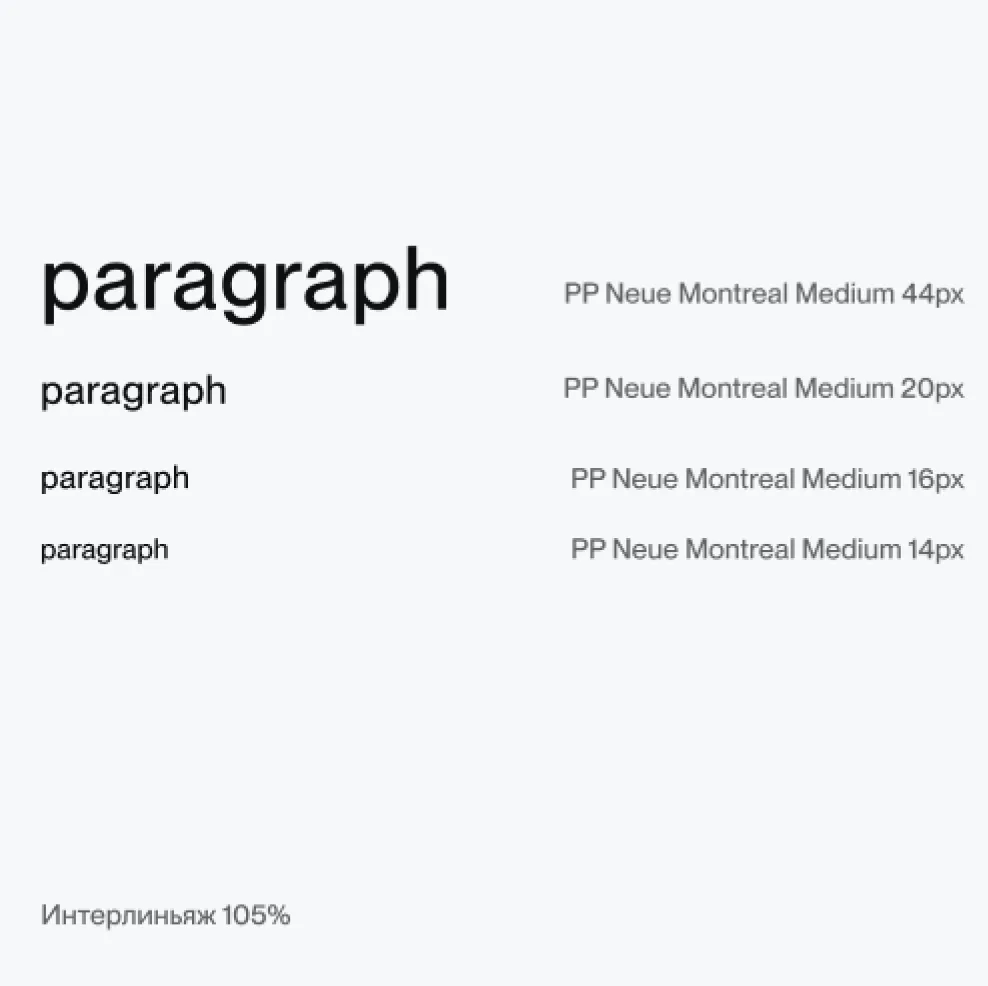 paragraph PP Neue Montreal Medium 44px
paragraph PP Neue Montreal Medium 20px
paragraph PP Neue Montreal Medium 16px
paragraph PP Neue Montreal Medium 14px
Интерлиньяж 105%